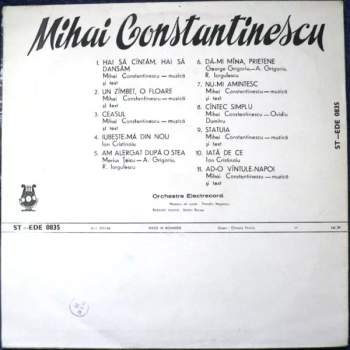 Mihai Constantinescu
1. HAI SĂ CÎNTĂM, HAI SĂ
DANSĂM
Mihai Constantinescu — muzică
și text
2. UN ZÎMBET, O FLOARE
Mihai Constantinescu — muzică
și text
3. CEASUL
Mihai Constantinescu — muzică
și text
4. IUBEȘTE-MĂ DIN NOU
Ion Cristinoiu
5. AM ALERGAT DUPĂ O STEA
Marius Țeicu — A. Grigoriu,
R. Iorgulescu
6. DĂ-MI MÎNA, PRIETENE
George Grigoriu — A. Grigoriu,
R. Iorgulescu
7. NU-MI AMINTESC
Mihai Constantinescu — muzică
și text
8. CÎNTEC SIMPLU
Mihai Constantinescu — Ovidiu
Dumitru
9. STATUIA
Mihai Constantinescu — muzică
și text
10. IATĂ DE CE
Ion Cristinoiu
11. AD-O VÎNTULE-NAPOI
Mihai Constantinescu — muzică
și text
Orchestra Electrecord
ST — EDE 0835
ST — EDE 0835
MADE IN ROMANIA